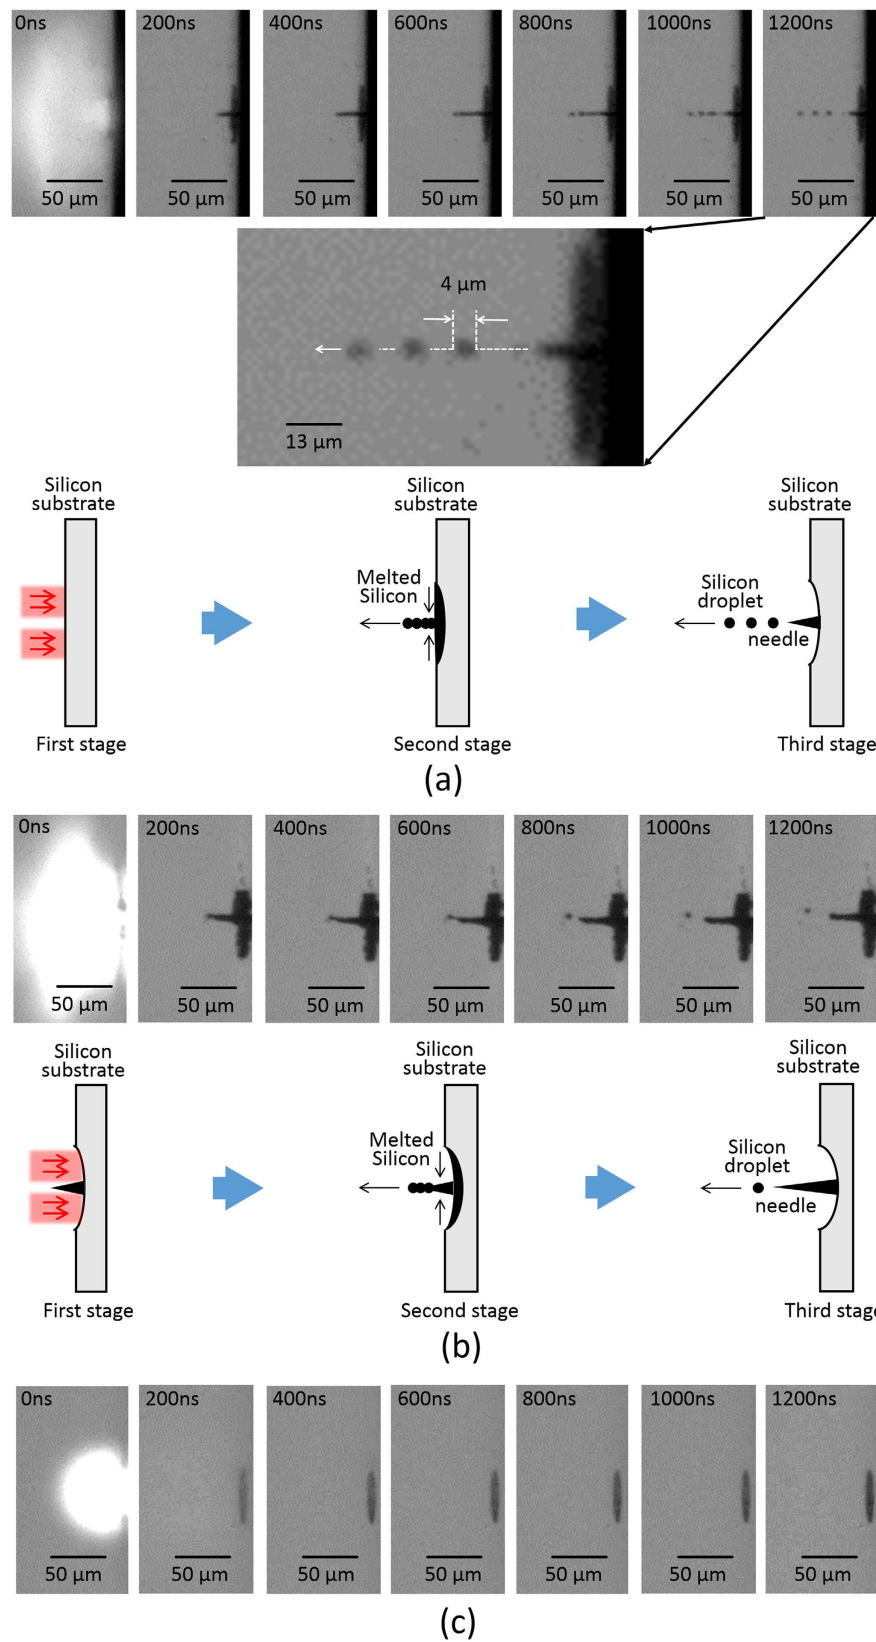 0ns 200ns 400ns 600ns 800ns 1000ns 1200ns
50 μm 50 μm 50 μm 50 μm 50 μm 50 μm 50 μm
4 μm
13 μm
Silicon substrate
Silicon substrate
Silicon substrate
Melted Silicon
Silicon droplet
needle
First stage
Second stage
Third stage
(a)
0ns 200ns 400ns 600ns 800ns 1000ns 1200ns
50 μm 50 μm 50 μm 50 μm 50 μm 50 μm 50 μm
Silicon substrate
Silicon substrate
Silicon substrate
Melted Silicon
Silicon droplet
needle
First stage
Second stage
Third stage
(b)
0ns 200ns 400ns 600ns 800ns 1000ns 1200ns
50 μm 50 μm 50 μm 50 μm 50 μm 50 μm 50 μm
(c)